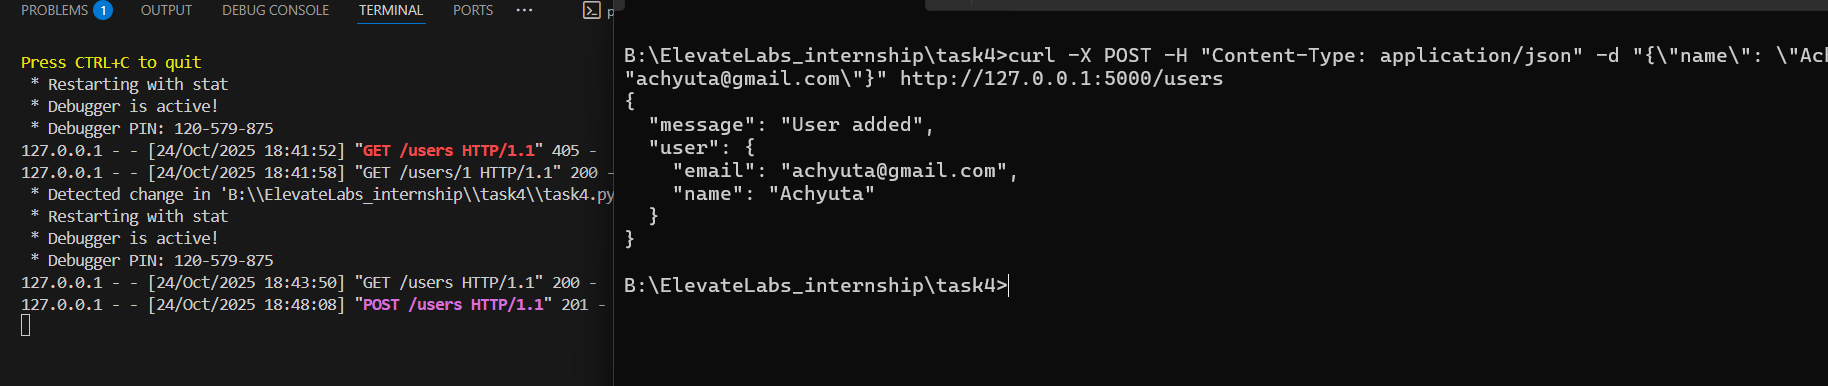 PROBLEMS 1 OUTPUT DEBUG CONSOLE TERMINAL PORTS ...
Press CTRL+C to quit
* Restarting with stat
* Debugger is active!
* Debugger PIN: 120-579-875
127.0.0.1 - - [24/Oct/2025 18:41:52] "GET /users HTTP/1.1" 405 -
127.0.0.1 - - [24/Oct/2025 18:41:58] "GET /users/1 HTTP/1.1" 200 -
* Detected change in 'B:\\ElevateLabs_internship\\task4\\task4.py
* Restarting with stat
* Debugger is active!
* Debugger PIN: 120-579-875
127.0.0.1 - - [24/Oct/2025 18:43:50] "GET /users HTTP/1.1" 200 -
127.0.0.1 - - [24/Oct/2025 18:48:08] "POST /users HTTP/1.1" 201 -
B:\ElevateLabs_internship\task4>curl -X POST -H "Content-Type: application/json" -d "{\"name\": \"Ach
"achyuta@gmail.com\"}" http://127.0.0.1:5000/users
{
"message": "User added",
"user": {
"email": "achyuta@gmail.com",
"name": "Achyuta"
}
}
B:\ElevateLabs_internship\task4>